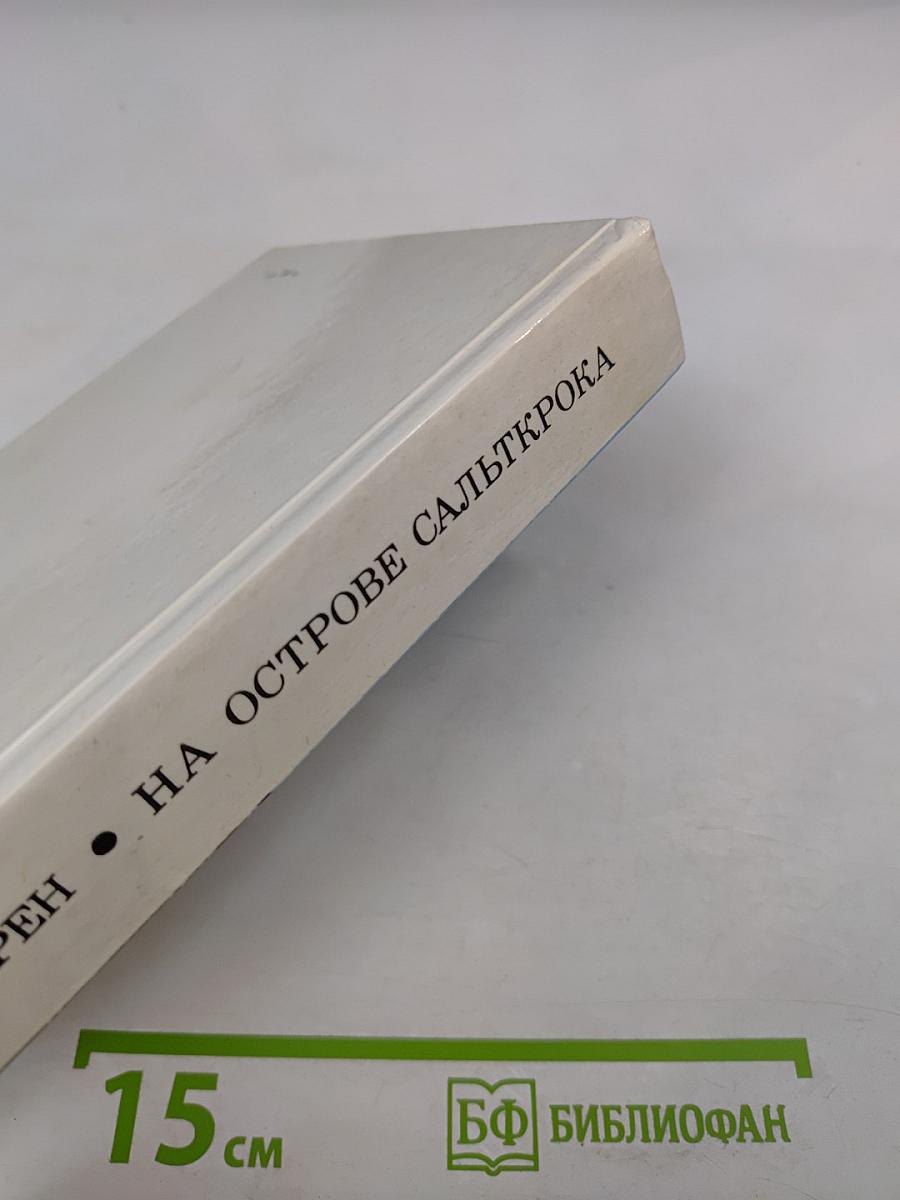 РЕН • НА ОСТРОВЕ САЛЬТКРОКА
15 см
БФ БИБЛИОФАН